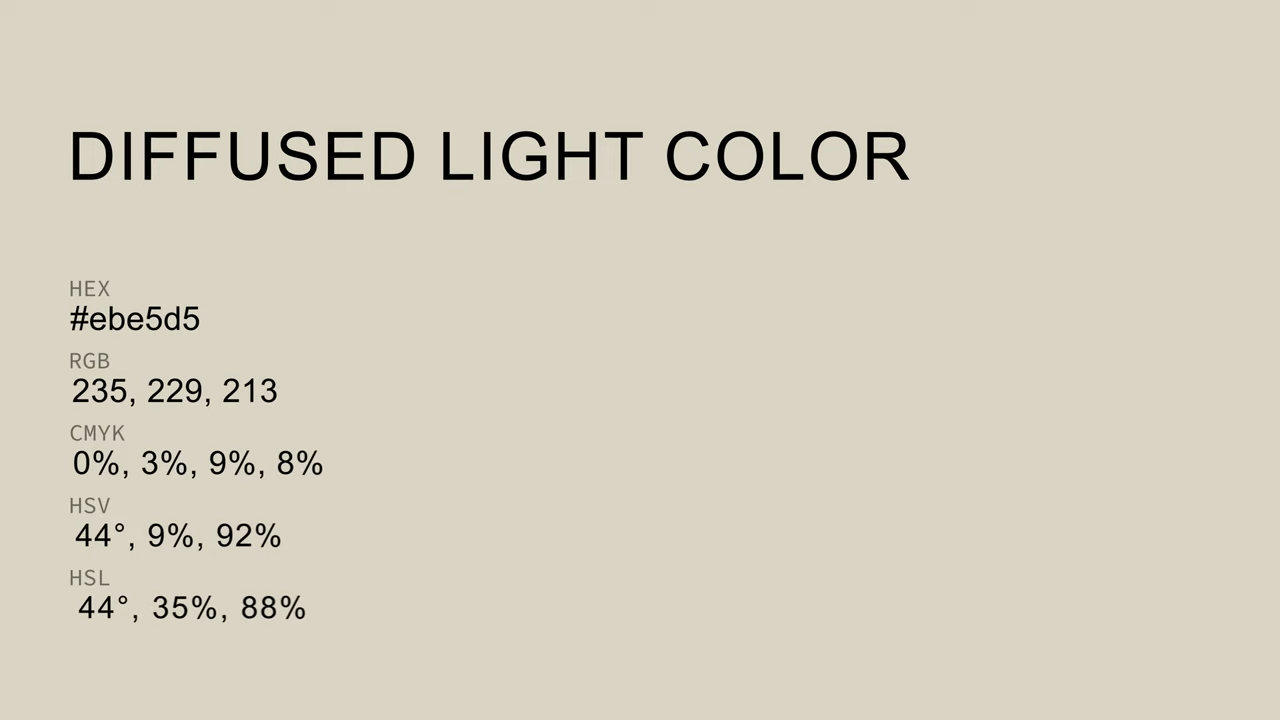 DIFFUSED LIGHT COLOR
HEX
#ebe5d5
RGB
235, 229, 213
CMYK
0%, 3%, 9%, 8%
HSV
44°, 9%, 92%
HSL
44°, 35%, 88%